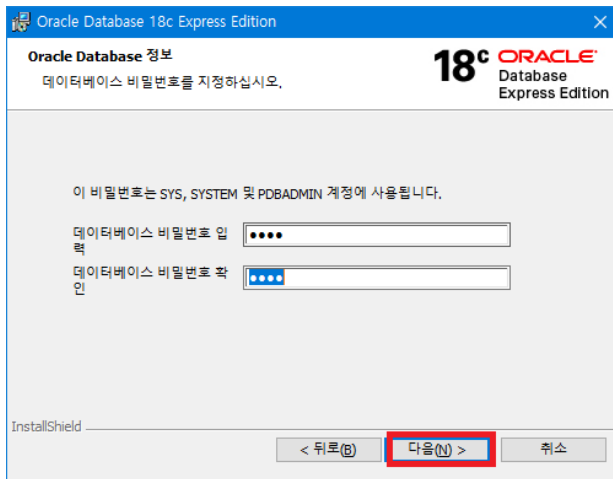 Oracle Database 18c Express Edition
Oracle Database 정보
데이터베이스 비밀번호를 지정하십시오.
18c ORACLE
Database
Express Edition
이 비밀번호는 SYS, SYSTEM 및 PDBADMIN 계정에 사용됩니다.
데이터베이스 비밀번호 입
력
데이터베이스 비밀번호 확
인
InstallShield
< 뒤로(B)
다음(N) >
취소